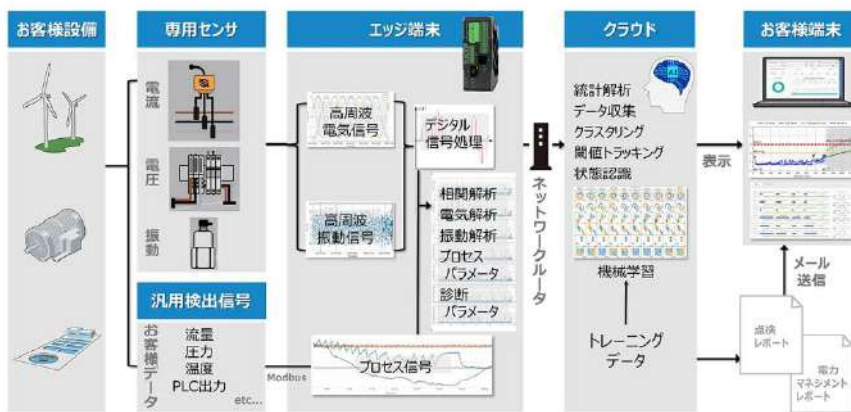 お客様設備
専用センサ
エッジ端末
クラウド
お客様端末
電流
電圧
振動
高周波
電気信号
高周波
振動信号
デジタル
信号処理
相関解析
電気解析
振動解析
プロセス
パラメータ
診断
パラメータ
ネットワークルータ
統計解析
データ収集
クラスタリング
閾値トラッキング
状態認識
機械学習
トレーニング
データ
表示
メール
送信
点検
レポート
電力
マネジメント
レポート
汎用検出信号
お客様データ
流量
圧力
温度
PLC出力
etc...
Modbus
プロセス信号